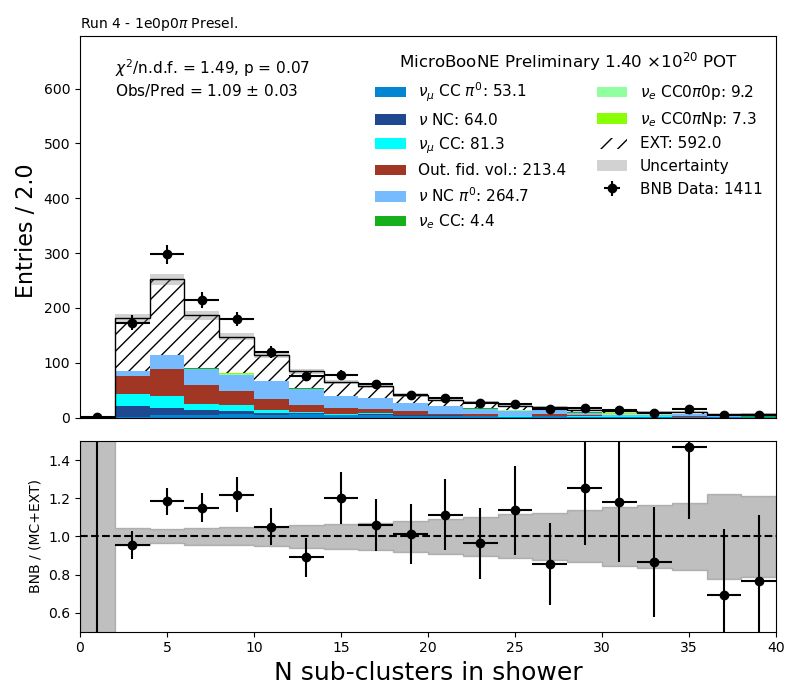 Run 4 - 1e0p0π Presel.
χ²/n.d.f. = 1.49, p = 0.07
Obs/Pred = 1.09 ± 0.03
MicroBooNE Preliminary 1.40 ×10²⁰ POT
ν_μ CC π⁰: 53.1
ν NC: 64.0
ν_μ CC: 81.3
Out. fid. vol.: 213.4
ν NC π⁰: 264.7
ν_e CC: 4.4
ν_e CC0π0p: 9.2
ν_e CC0πNp: 7.3
EXT: 592.0
Uncertainty
BNB Data: 1411
Entries / 2.0
600
500
400
300
200
100
0
BNB / (MC+EXT)
1.4
1.2
1.0
0.8
0.6
0 5 10 15 20 25 30 35 40
N sub-clusters in shower